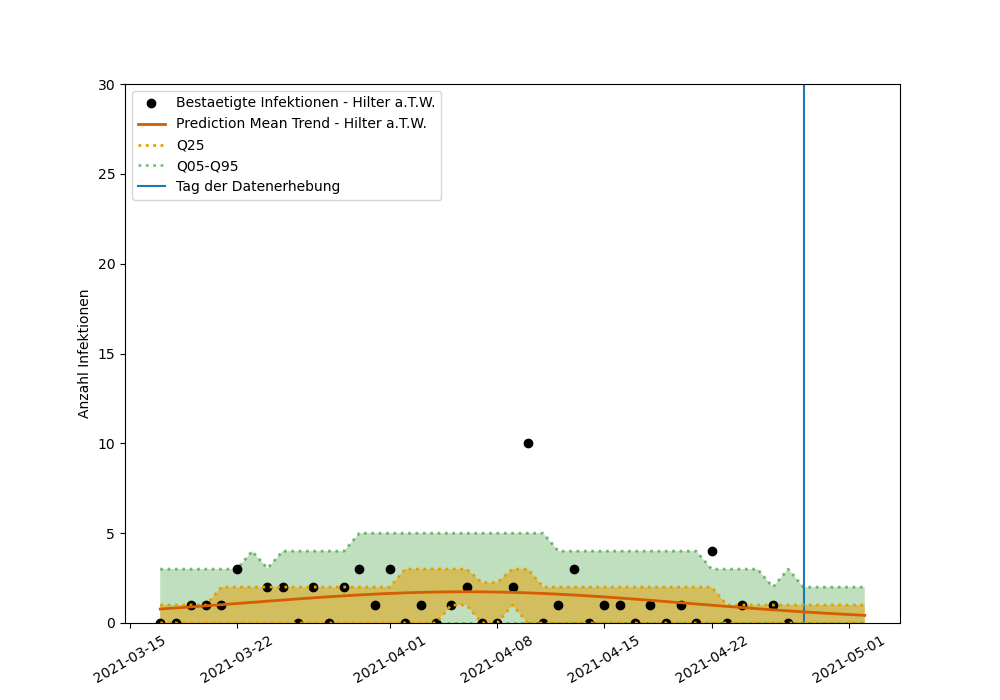 30
25
20
15
10
5
0
Anzahl Infektionen
Bestaetigte Infektionen - Hilter a.T.W.
Prediction Mean Trend - Hilter a.T.W.
Q25
Q05-Q95
Tag der Datenerhebung
2021-03-15
2021-03-22
2021-04-01
2021-04-08
2021-04-15
2021-04-22
2021-05-01